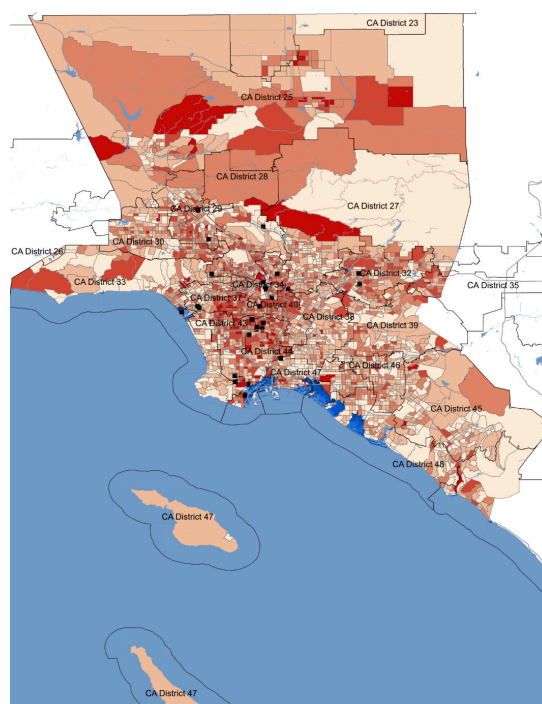 CA District 23
CA District 25
CA District 28
CA District 29
CA District 27
CA District 30
CA District 26
CA District 33
CA District 32
CA District 35
CA District 34
CA District 37
CA District 40
CA District 43
CA District 38
CA District 39
CA District 44
CA District 46
CA District 47
CA District 45
CA District 48
CA District 47
CA District 47